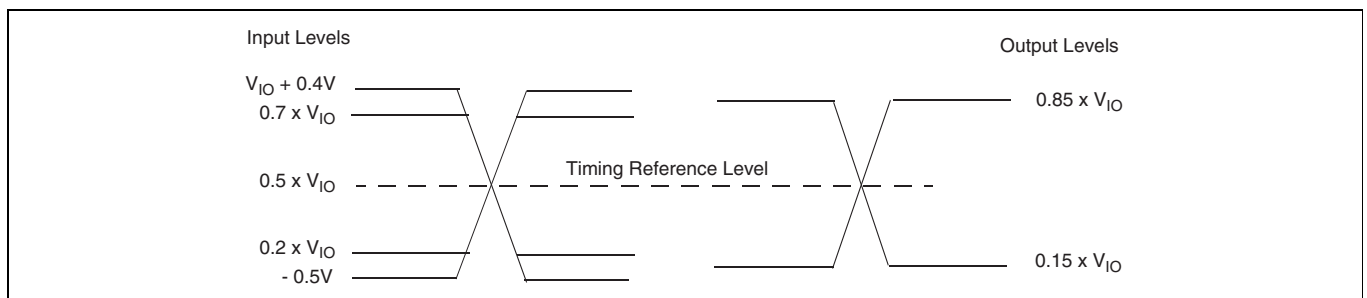 Input Levels
Output Levels
V_IO + 0.4V
0.7 x V_IO
0.85 x V_IO
Timing Reference Level
0.5 x V_IO
0.2 x V_IO
- 0.5V
0.15 x V_IO